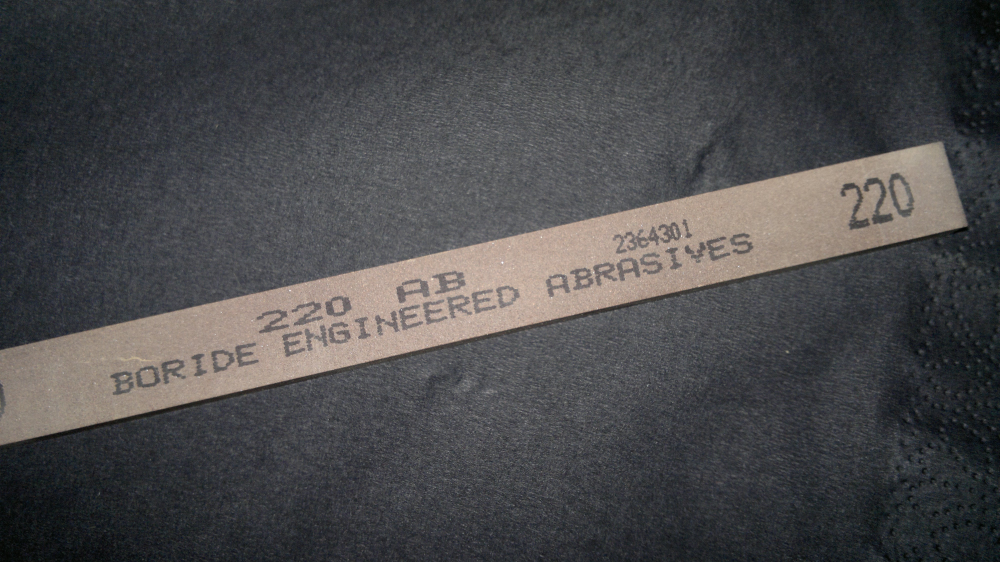 220 AB
2364301
BORIDE ENGINEERED ABRASIVES
220